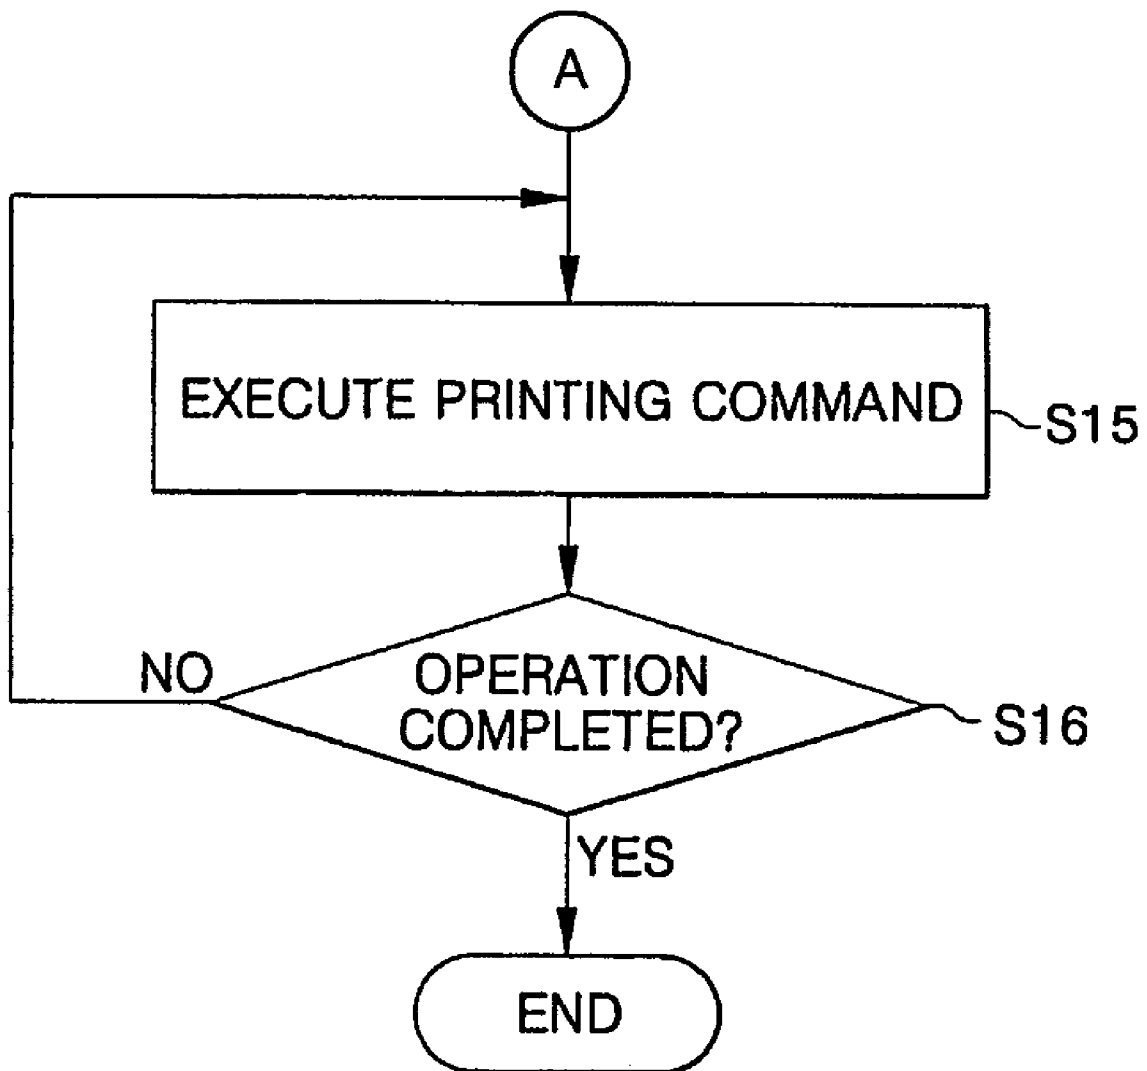 A
EXECUTE PRINTING COMMAND
S15
NO
OPERATION
COMPLETED?
S16
YES
END